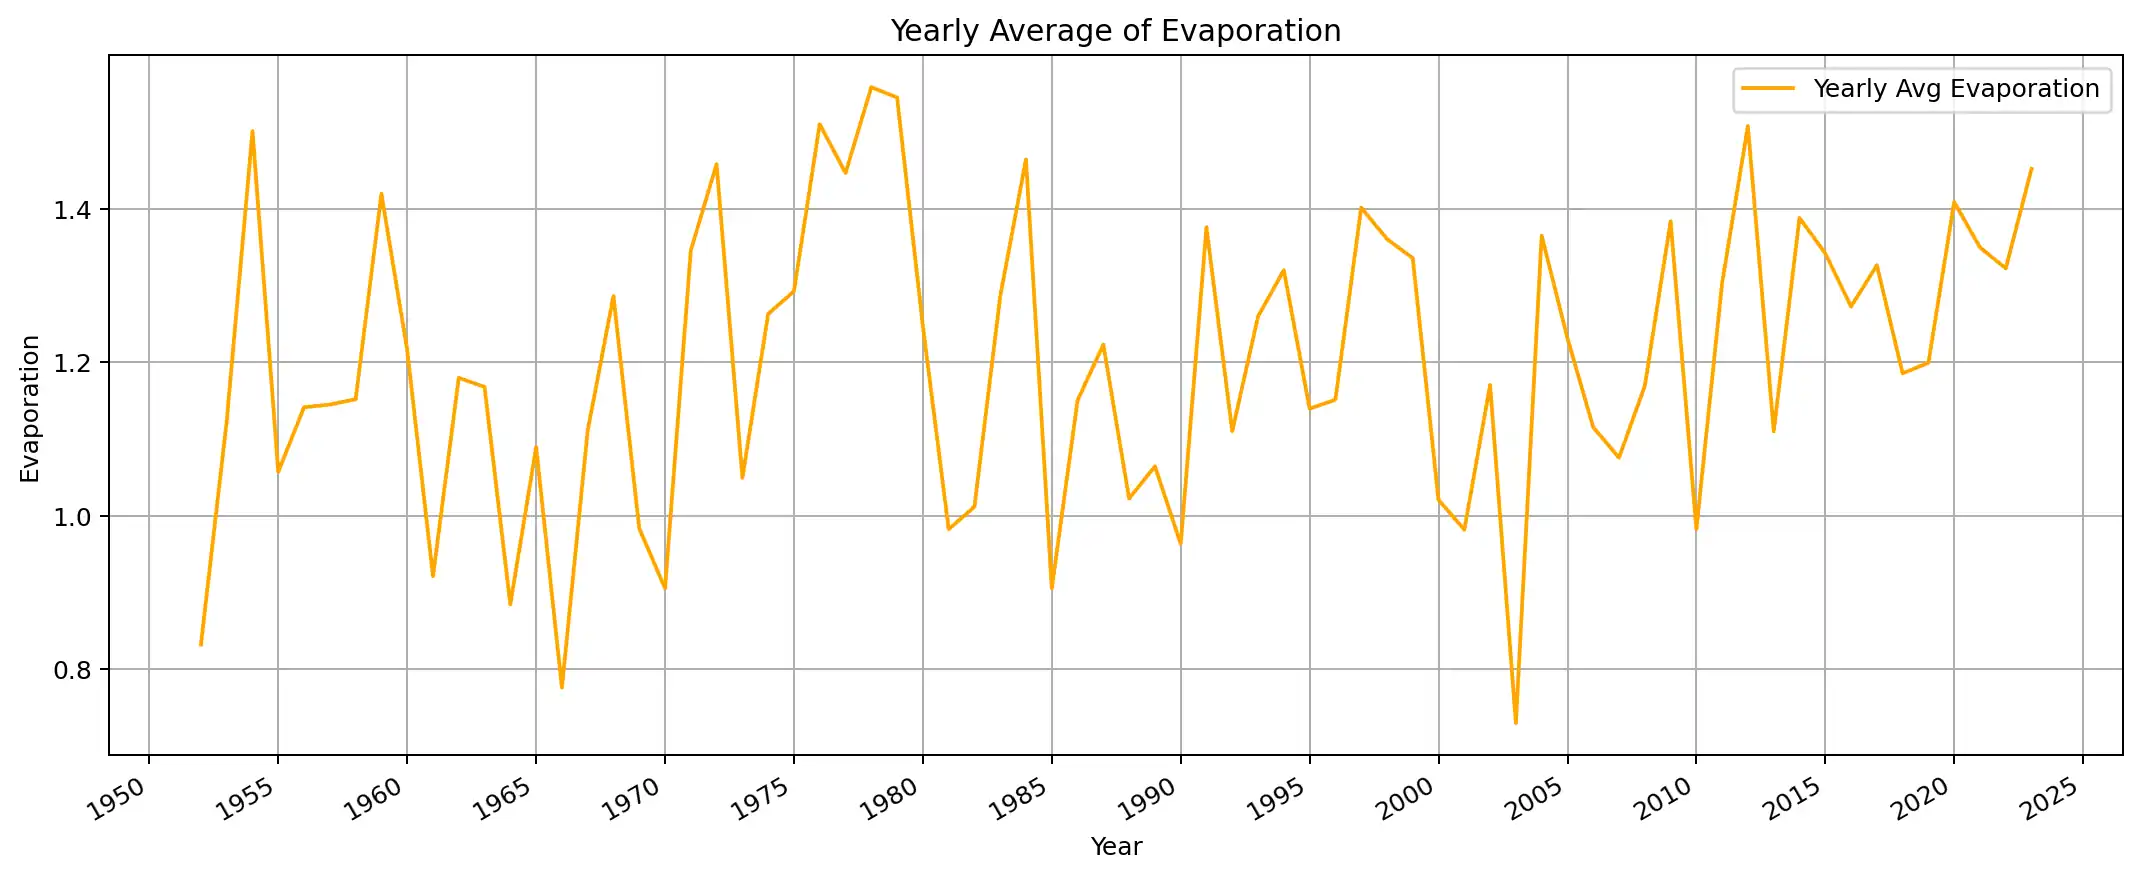 Yearly Average of Evaporation
Yearly Avg Evaporation
Evaporation
1.4
1.2
1.0
0.8
1950 1955 1960 1965 1970 1975 1980 1985 1990 1995 2000 2005 2010 2015 2020 2025
Year